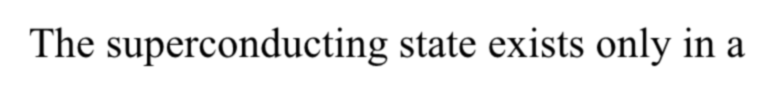 The superconducting state exists only in a